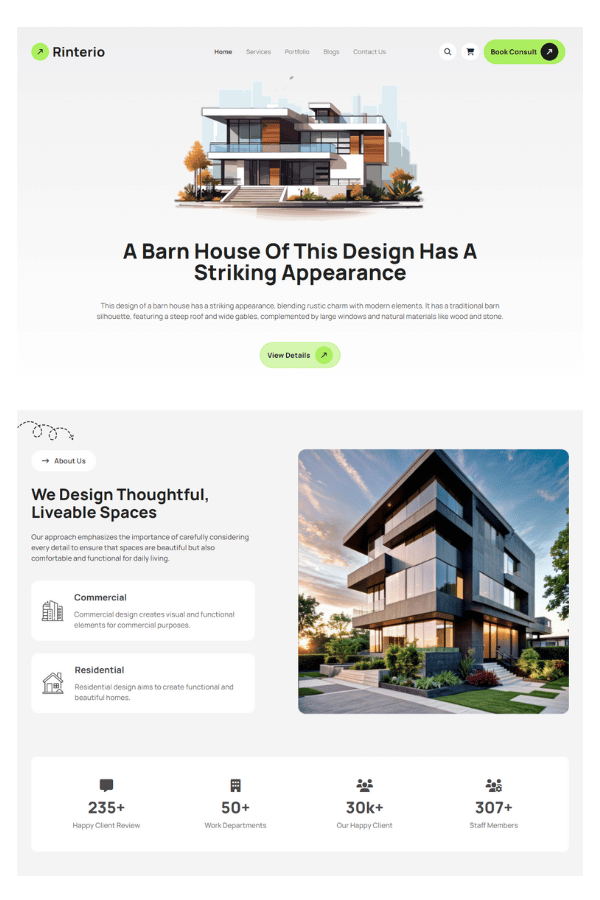 Rinterio
Home Services Portfolio Blogs Contact Us
Book Consult
A Barn House Of This Design Has A
Striking Appearance
This design of a barn house has a striking appearance, blending rustic charm with modern elements. It has a traditional barn
silhouette, featuring a steep roof and wide gables, complemented by large windows and natural materials like wood and stone.
View Details
About Us
We Design Thoughtful,
Liveable Spaces
Our approach emphasizes the importance of carefully considering
every detail to ensure that spaces are beautiful but also
comfortable and functional for daily living.
Commercial
Commercial design creates visual and functional
elements for commercial purposes.
Residential
Residential design aims to create functional and
beautiful homes.
235+
Happy Client Review
50+
Work Departments
30k+
Our Happy Client
307+
Staff Members